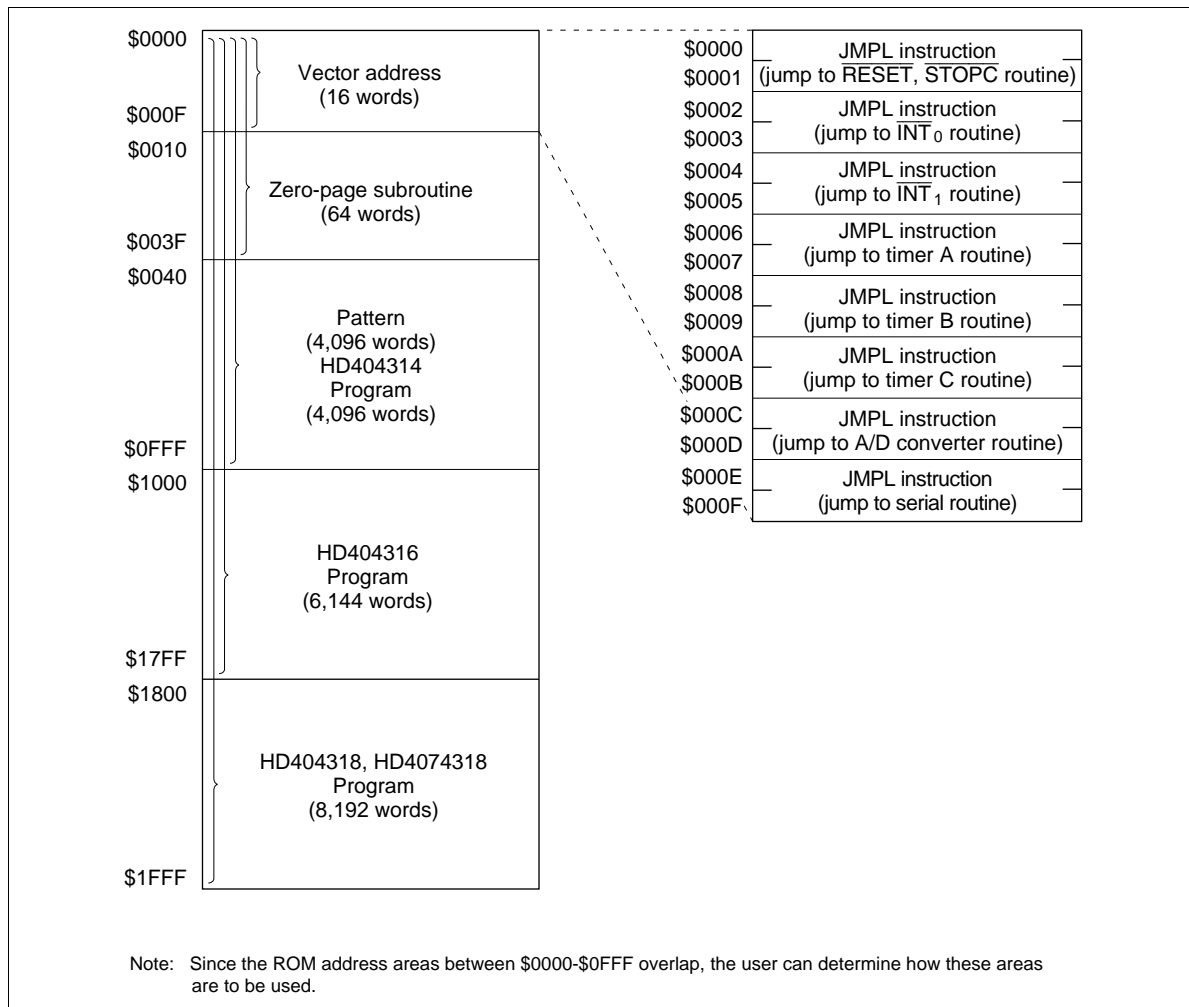 $0000
Vector address
(16 words)
$000F
$0010
Zero-page subroutine
(64 words)
$003F
$0040
Pattern
(4,096 words)
HD404314
Program
(4,096 words)
$0FFF
$1000
HD404316
Program
(6,144 words)
$17FF
$1800
HD404318, HD4074318
Program
(8,192 words)
$1FFF
$0000
JMPL instruction
$0001
(jump to RESET, STOPC routine)
$0002
JMPL instruction
(jump to INT0 routine)
$0003
$0004
JMPL instruction
(jump to INT1 routine)
$0005
$0006
JMPL instruction
(jump to timer A routine)
$0007
$0008
JMPL instruction
(jump to timer B routine)
$0009
$000A
JMPL instruction
(jump to timer C routine)
$000B
$000C
JMPL instruction
$000D
(jump to A/D converter routine)
$000E
JMPL instruction
(jump to serial routine)
$000F
Note: Since the ROM address areas between $0000-$0FFF overlap, the user can determine how these areas
are to be used.